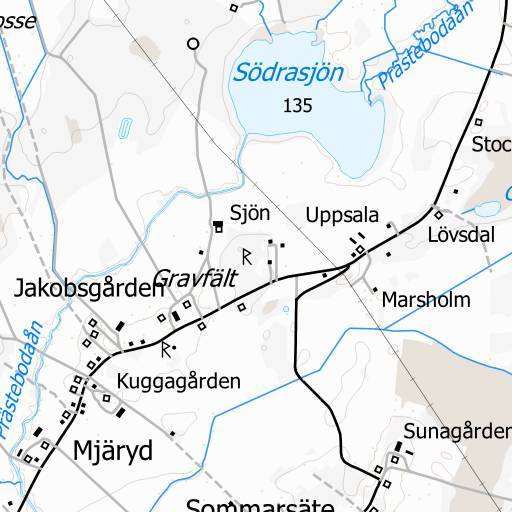 osse
Prästebodaån
Södrasjön
135
Stoc
Sjön
Uppsala
Lövsdal
Gravfält
Jakobsgården
Marsholm
Prästebodaån
Kuggagården
Sunagården
Mjäryd
Sommarsäte